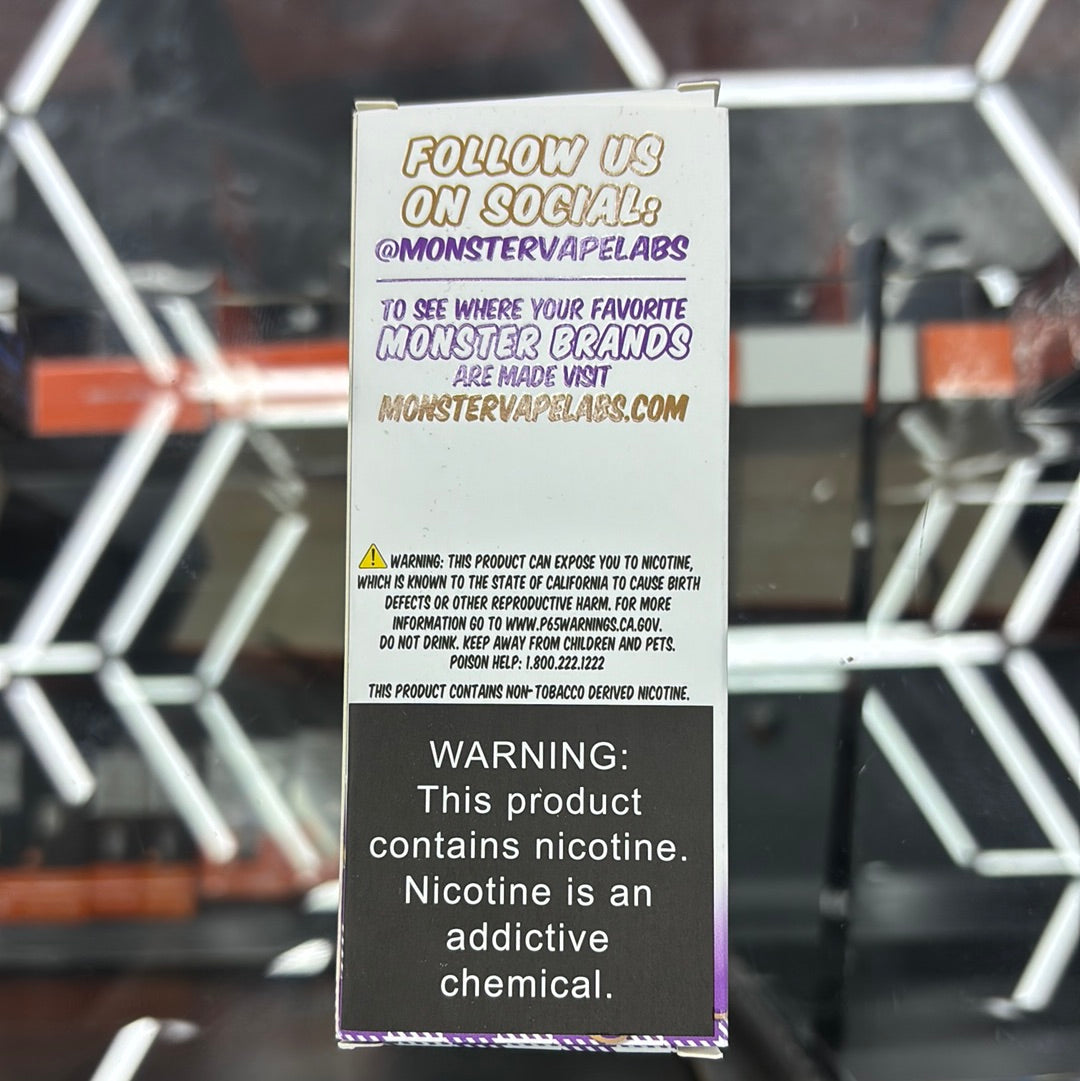 FOLLOW US
ON SOCIAL:
@MONSTERVAPELABS
TO SEE WHERE YOUR FAVORITE
MONSTER BRANDS
ARE MADE VISIT
MONSTERVAPELABS.COM
⚠ WARNING: THIS PRODUCT CAN EXPOSE YOU TO NICOTINE,
WHICH IS KNOWN TO THE STATE OF CALIFORNIA TO CAUSE BIRTH
DEFECTS OR OTHER REPRODUCTIVE HARM. FOR MORE
INFORMATION GO TO WWW.P65WARNINGS.CA.GOV.
DO NOT DRINK. KEEP AWAY FROM CHILDREN AND PETS.
POISON HELP: 1.800.222.1222
THIS PRODUCT CONTAINS NON-TOBACCO DERIVED NICOTINE.
WARNING:
This product
contains nicotine.
Nicotine is an
addictive
chemical.